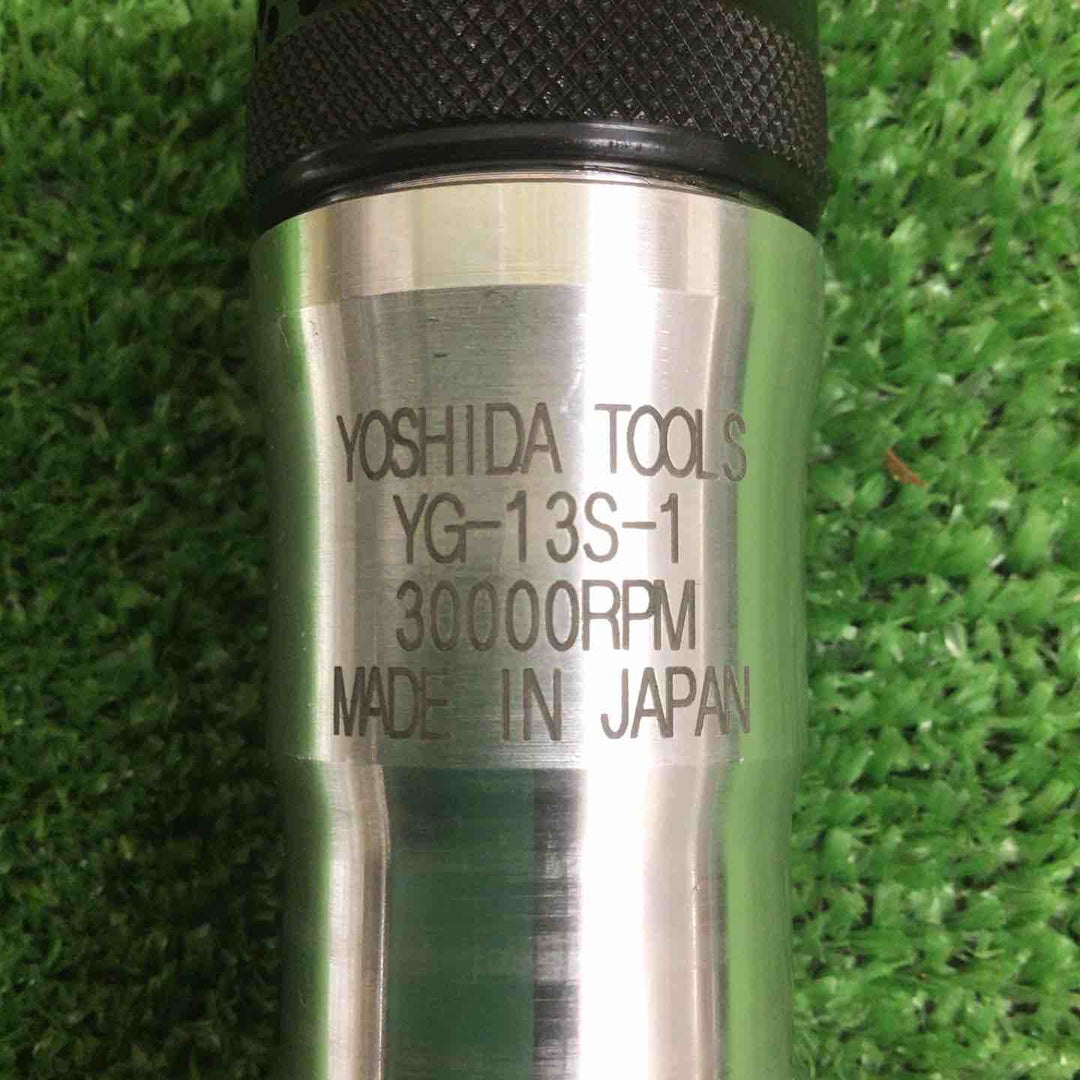 YOSHIDA TOOLS
YG-13S-1
30000RPM
MADE IN JAPAN